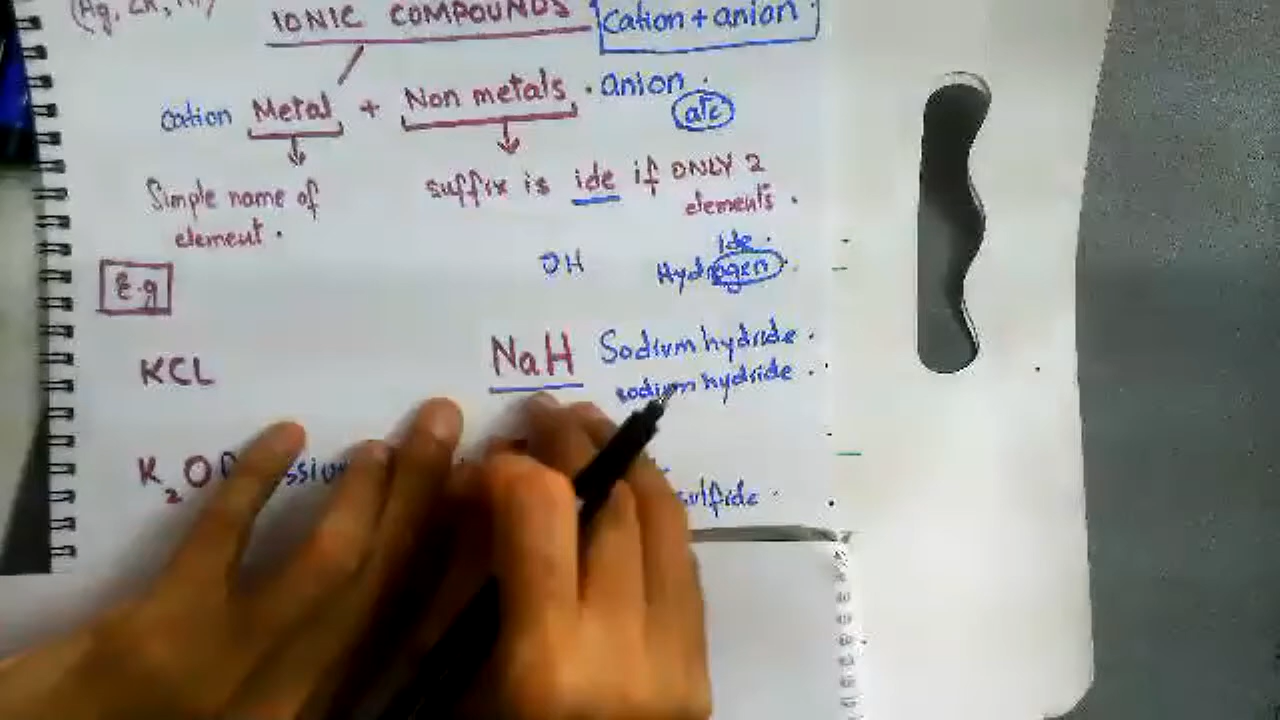 IONIC COMPOUNDS cation + anion
cation Metal + Non metals. anion.
ate
Simple name of element.
suffix is ide if ONLY 2 elements.
E.g
OH
ide.
Hydrogen.
KCL
NaH Sodium hydride.
sodium hydride.
K2O
sulfide.